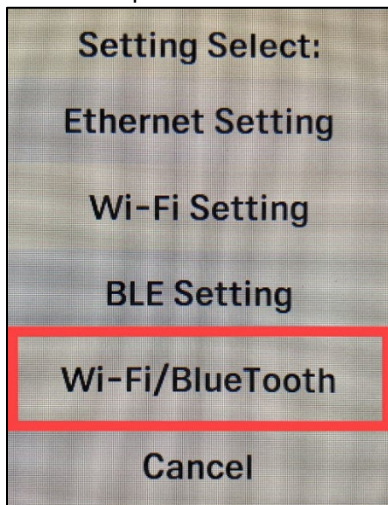 Setting Select:
Ethernet Setting
Wi-Fi Setting
BLE Setting
Wi-Fi/BlueTooth
Cancel